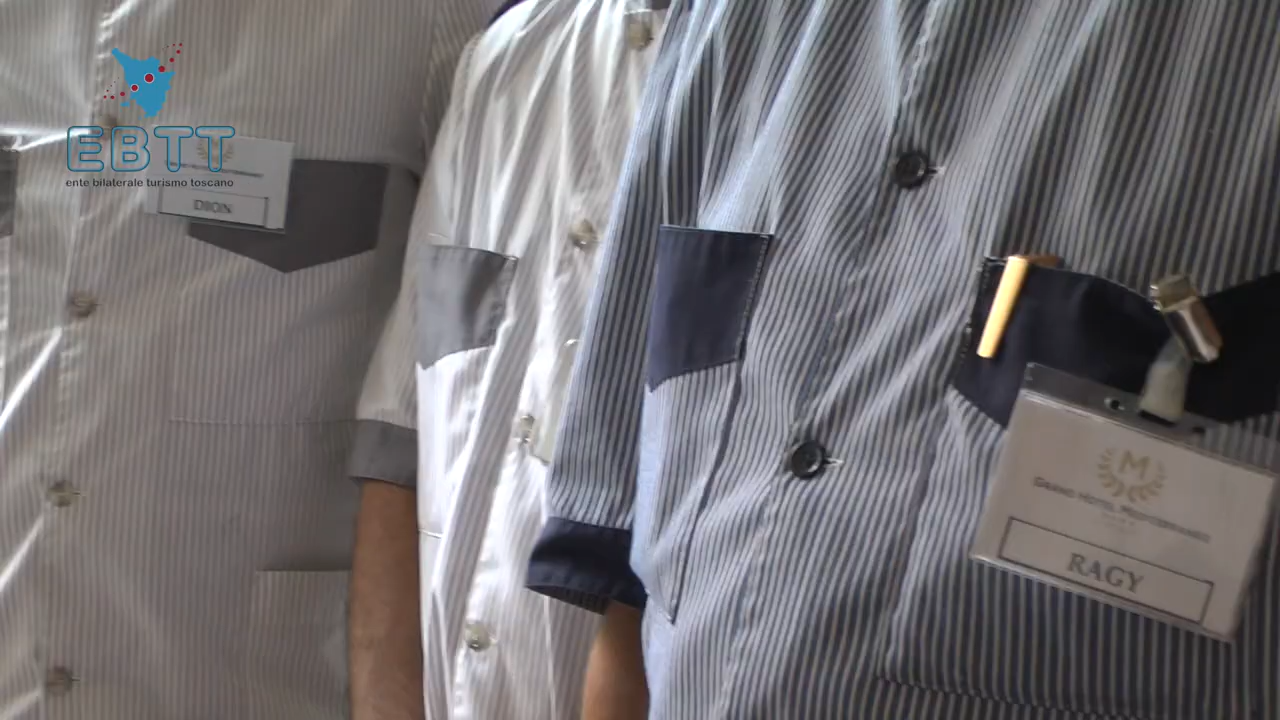 EBTT
ente bilaterale turismo toscano
DION
M
GRAND HOTEL MEDITERRANEO
RAGY